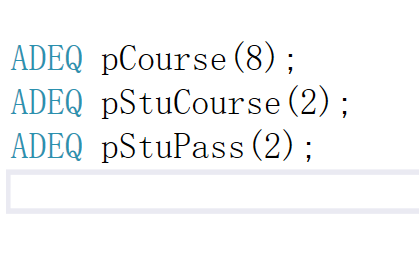 ADEQ pCourse(8);
ADEQ pStuCourse(2);
ADEQ pStuPass(2);